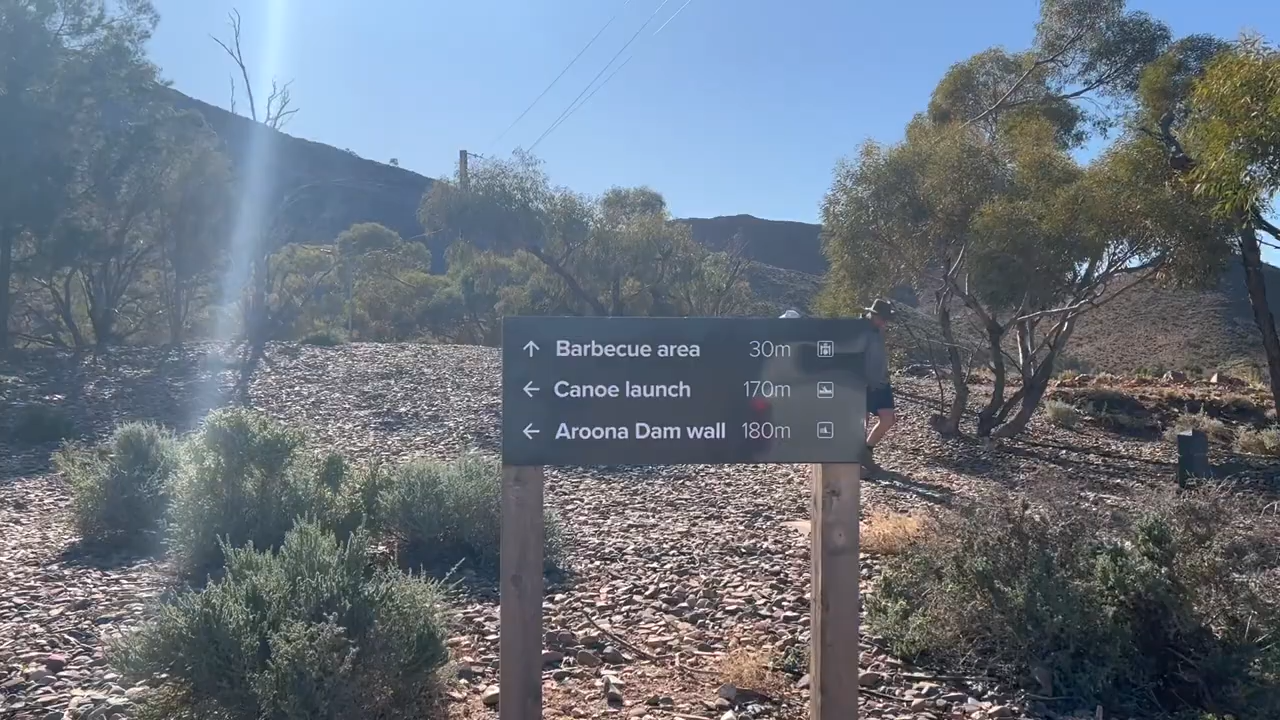 ↑ Barbecue area 30m
← Canoe launch 170m
← Aroona Dam wall 180m